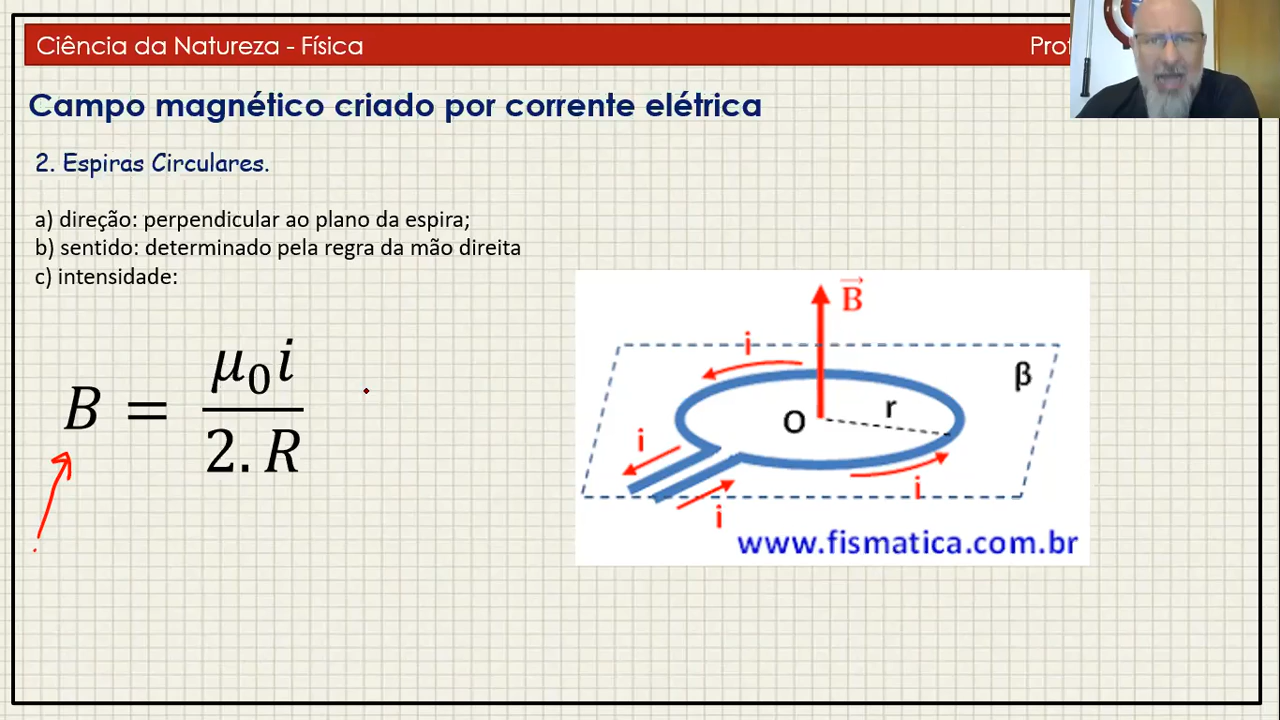 Ciência da Natureza - Física
Campo magnético criado por corrente elétrica
2. Espiras Circulares.
a) direção: perpendicular ao plano da espira;
b) sentido: determinado pela regra da mão direita
c) intensidade:
B = μ₀i / 2.R
B
i
β
r
O
i
i
i
www.fismatica.com.br